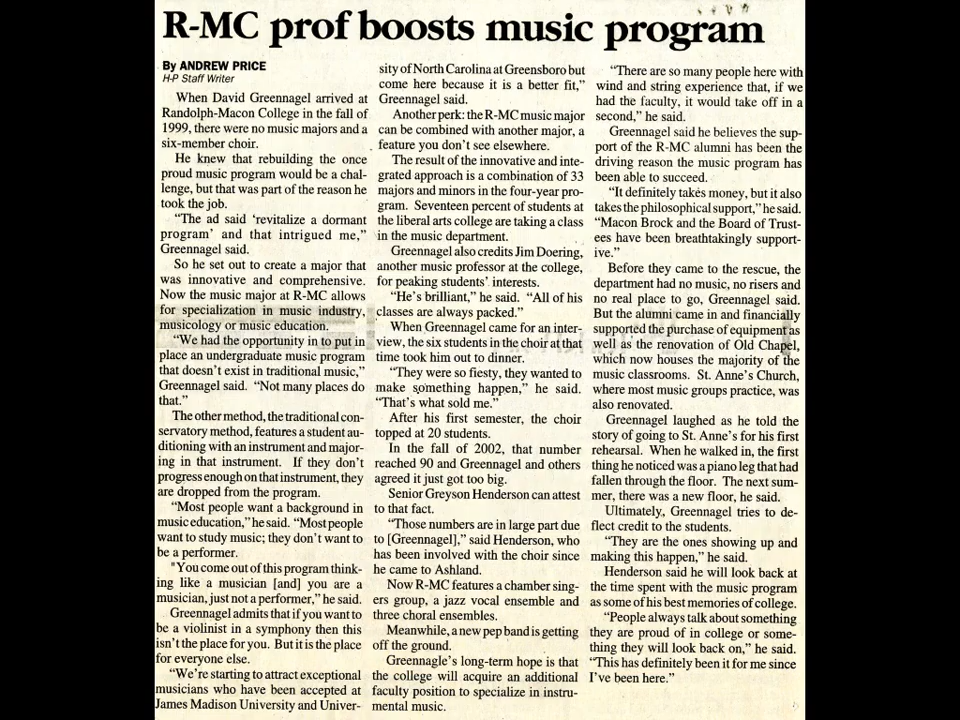 R-MC prof boosts music program
By ANDREW PRICE
H-P Staff Writer
When David Greennagel arrived at
Randolph-Macon College in the fall of
1999, there were no music majors and a
six-member choir.
He knew that rebuilding the once
proud music program would be a chal-
lenge, but that was part of the reason he
took the job.
“The ad said ‘revitalize a dormant
program’ and that intrigued me,”
Greennagel said.
So he set out to create a major that
was innovative and comprehensive.
Now the music major at R-MC allows
for specialization in music industry,
musicology or music education.
“We had the opportunity in to put in
place an undergraduate music program
that doesn’t exist in traditional music,”
Greennagel said. “Not many places do
that.”
The other method, the traditional con-
servatory method, features a student au-
ditioning with an instrument and major-
ing in that instrument. If they don’t
progress enough on that instrument, they
are dropped from the program.
“Most people want a background in
music education,” he said. “Most people
want to study music; they don’t want to
be a performer.
"You come out of this program think-
ing like a musician [and] you are a
musician, just not a performer,” he said.
Greennagel admits that if you want to
be a violinist in a symphony then this
isn’t the place for you. But it is the place
for everyone else.
“We’re starting to attract exceptional
musicians who have been accepted at
James Madison University and Univer-
sity of North Carolina at Greensboro but
come here because it is a better fit,”
Greennagel said.
Another perk: the R-MC music major
can be combined with another major, a
feature you don’t see elsewhere.
The result of the innovative and inte-
grated approach is a combination of 33
majors and minors in the four-year pro-
gram. Seventeen percent of students at
the liberal arts college are taking a class
in the music department.
Greennagel also credits Jim Doering,
another music professor at the college,
for peaking students’ interests.
“He’s brilliant,” he said. “All of his
classes are always packed.”
When Greennagel came for an inter-
view, the six students in the choir at that
time took him out to dinner.
“They were so fiesty, they wanted to
make something happen,” he said.
“That’s what sold me.”
After his first semester, the choir
topped at 20 students.
In the fall of 2002, that number
reached 90 and Greennagel and others
agreed it just got too big.
Senior Greyson Henderson can attest
to that fact.
“Those numbers are in large part due
to [Greennagel],” said Henderson, who
has been involved with the choir since
he came to Ashland.
Now R-MC features a chamber sing-
ers group, a jazz vocal ensemble and
three choral ensembles.
Meanwhile, a new pep band is getting
off the ground.
Greennagle’s long-term hope is that
the college will acquire an additional
faculty position to specialize in instru-
mental music.
“There are so many people here with
wind and string experience that, if we
had the faculty, it would take off in a
second,” he said.
Greennagel said he believes the sup-
port of the R-MC alumni has been the
driving reason the music program has
been able to succeed.
“It definitely takes money, but it also
takes the philosophical support,” he said.
“Macon Brock and the Board of Trust-
ees have been breathtakingly support-
ive.”
Before they came to the rescue, the
department had no music, no risers and
no real place to go, Greennagel said.
But the alumni came in and financially
supported the purchase of equipment as
well as the renovation of Old Chapel,
which now houses the majority of the
music classrooms. St. Anne’s Church,
where most music groups practice, was
also renovated.
Greennagel laughed as he told the
story of going to St. Anne’s for his first
rehearsal. When he walked in, the first
thing he noticed was a piano leg that had
fallen through the floor. The next sum-
mer, there was a new floor, he said.
Ultimately, Greennagel tries to de-
flect credit to the students.
“They are the ones showing up and
making this happen,” he said.
Henderson said he will look back at
the time spent with the music program
as some of his best memories of college.
“People always talk about something
they are proud of in college or some-
thing they will look back on,” he said.
“This has definitely been it for me since
I’ve been here.”